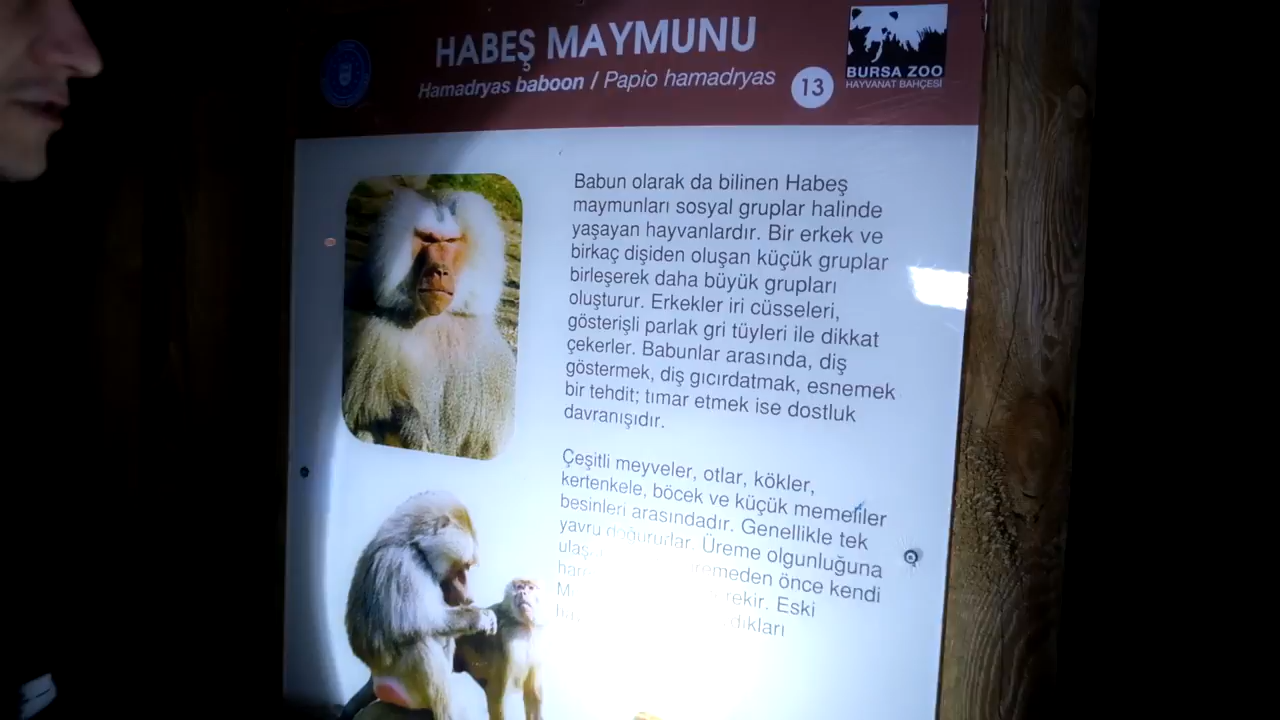 HABEŞ MAYMUNU
Hamadryas baboon / Papio hamadryas
13
BURSA ZOO
HAYVANAT BAHÇESİ
Babun olarak da bilinen Habeş
maymunları sosyal gruplar halinde
yaşayan hayvanlardır. Bir erkek ve
birkaç dişiden oluşan küçük gruplar
birleşerek daha büyük grupları
oluşturur. Erkekler iri cüsseleri,
gösterişli parlak gri tüyleri ile dikkat
çekerler. Babunlar arasında, diş
göstermek, diş gıcırdatmak, esnemek
bir tehdit; tımar etmek ise dostluk
davranışıdır.
Çeşitli meyveler, otlar, kökler,
kertenkele, böcek ve küçük memeliler
besinleri arasındadır. Genellikle tek
yavru doğururlar. Üreme olgunluğuna
önce kendi
Eski